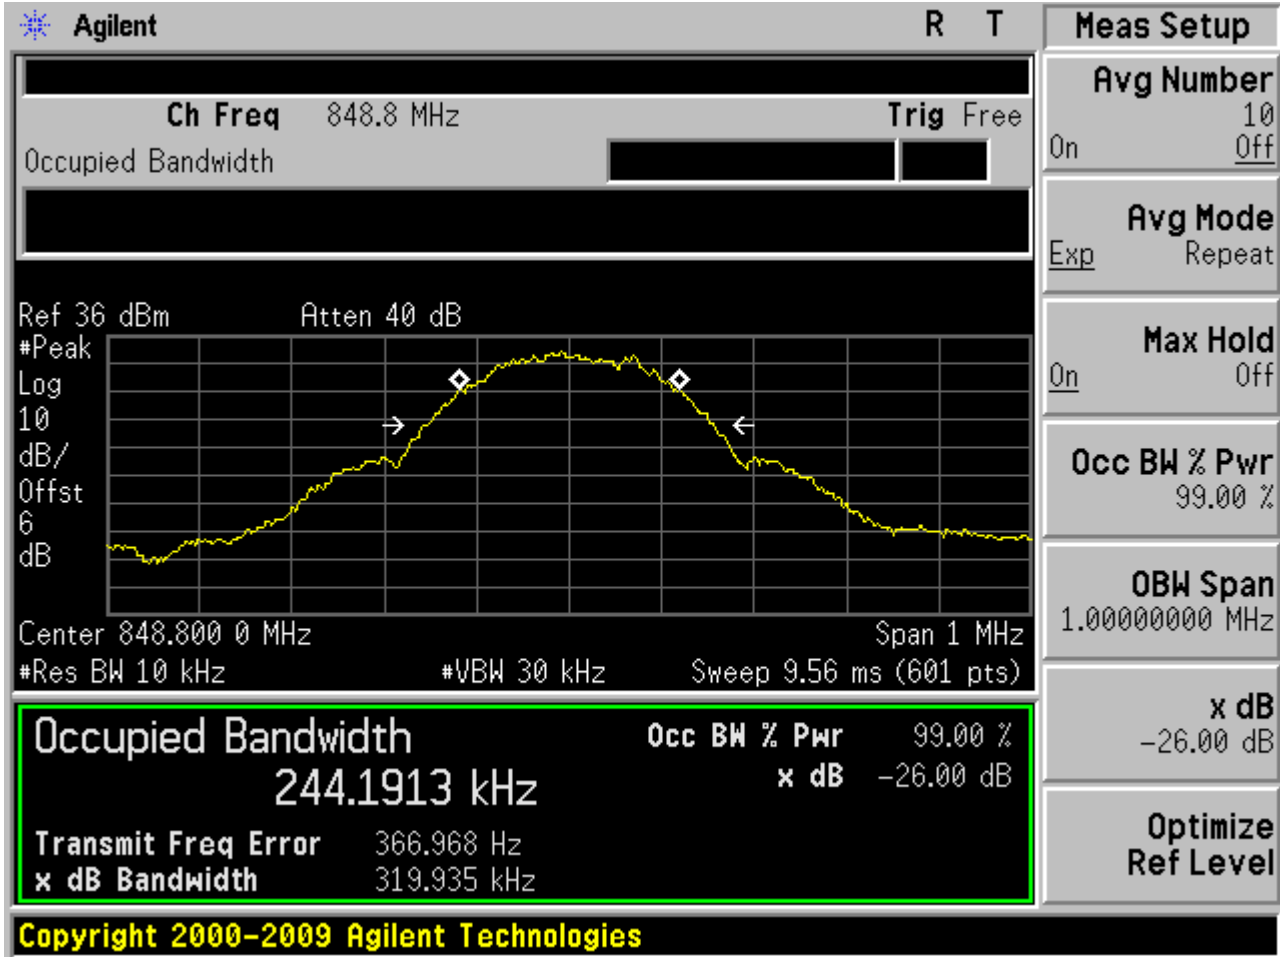 Agilent R T
Ch Freq 848.8 MHz Trig Free
Occupied Bandwidth
Ref 36 dBm Atten 40 dB
#Peak
Log
10
dB/
Offst
6
dB
Center 848.800 0 MHz Span 1 MHz
#Res BW 10 kHz #VBW 30 kHz Sweep 9.56 ms (601 pts)
Occupied Bandwidth Occ BW % Pwr 99.00 %
244.1913 kHz x dB -26.00 dB
Transmit Freq Error 366.968 Hz
x dB Bandwidth 319.935 kHz
Copyright 2000-2009 Agilent Technologies
Meas Setup
Avg Number
10
On Off
Avg Mode
Exp Repeat
Max Hold
On Off
Occ BW % Pwr
99.00 %
OBW Span
1.00000000 MHz
x dB
-26.00 dB
Optimize
Ref Level